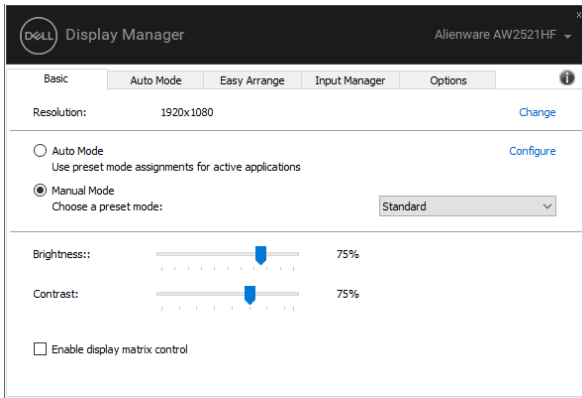 DELL Display Manager Alienware AW2521HF
Basic Auto Mode Easy Arrange Input Manager Options
Resolution: 1920x1080 Change
Auto Mode Configure
Use preset mode assignments for active applications
Manual Mode
Choose a preset mode: Standard
Brightness:: 75%
Contrast: 75%
Enable display matrix control